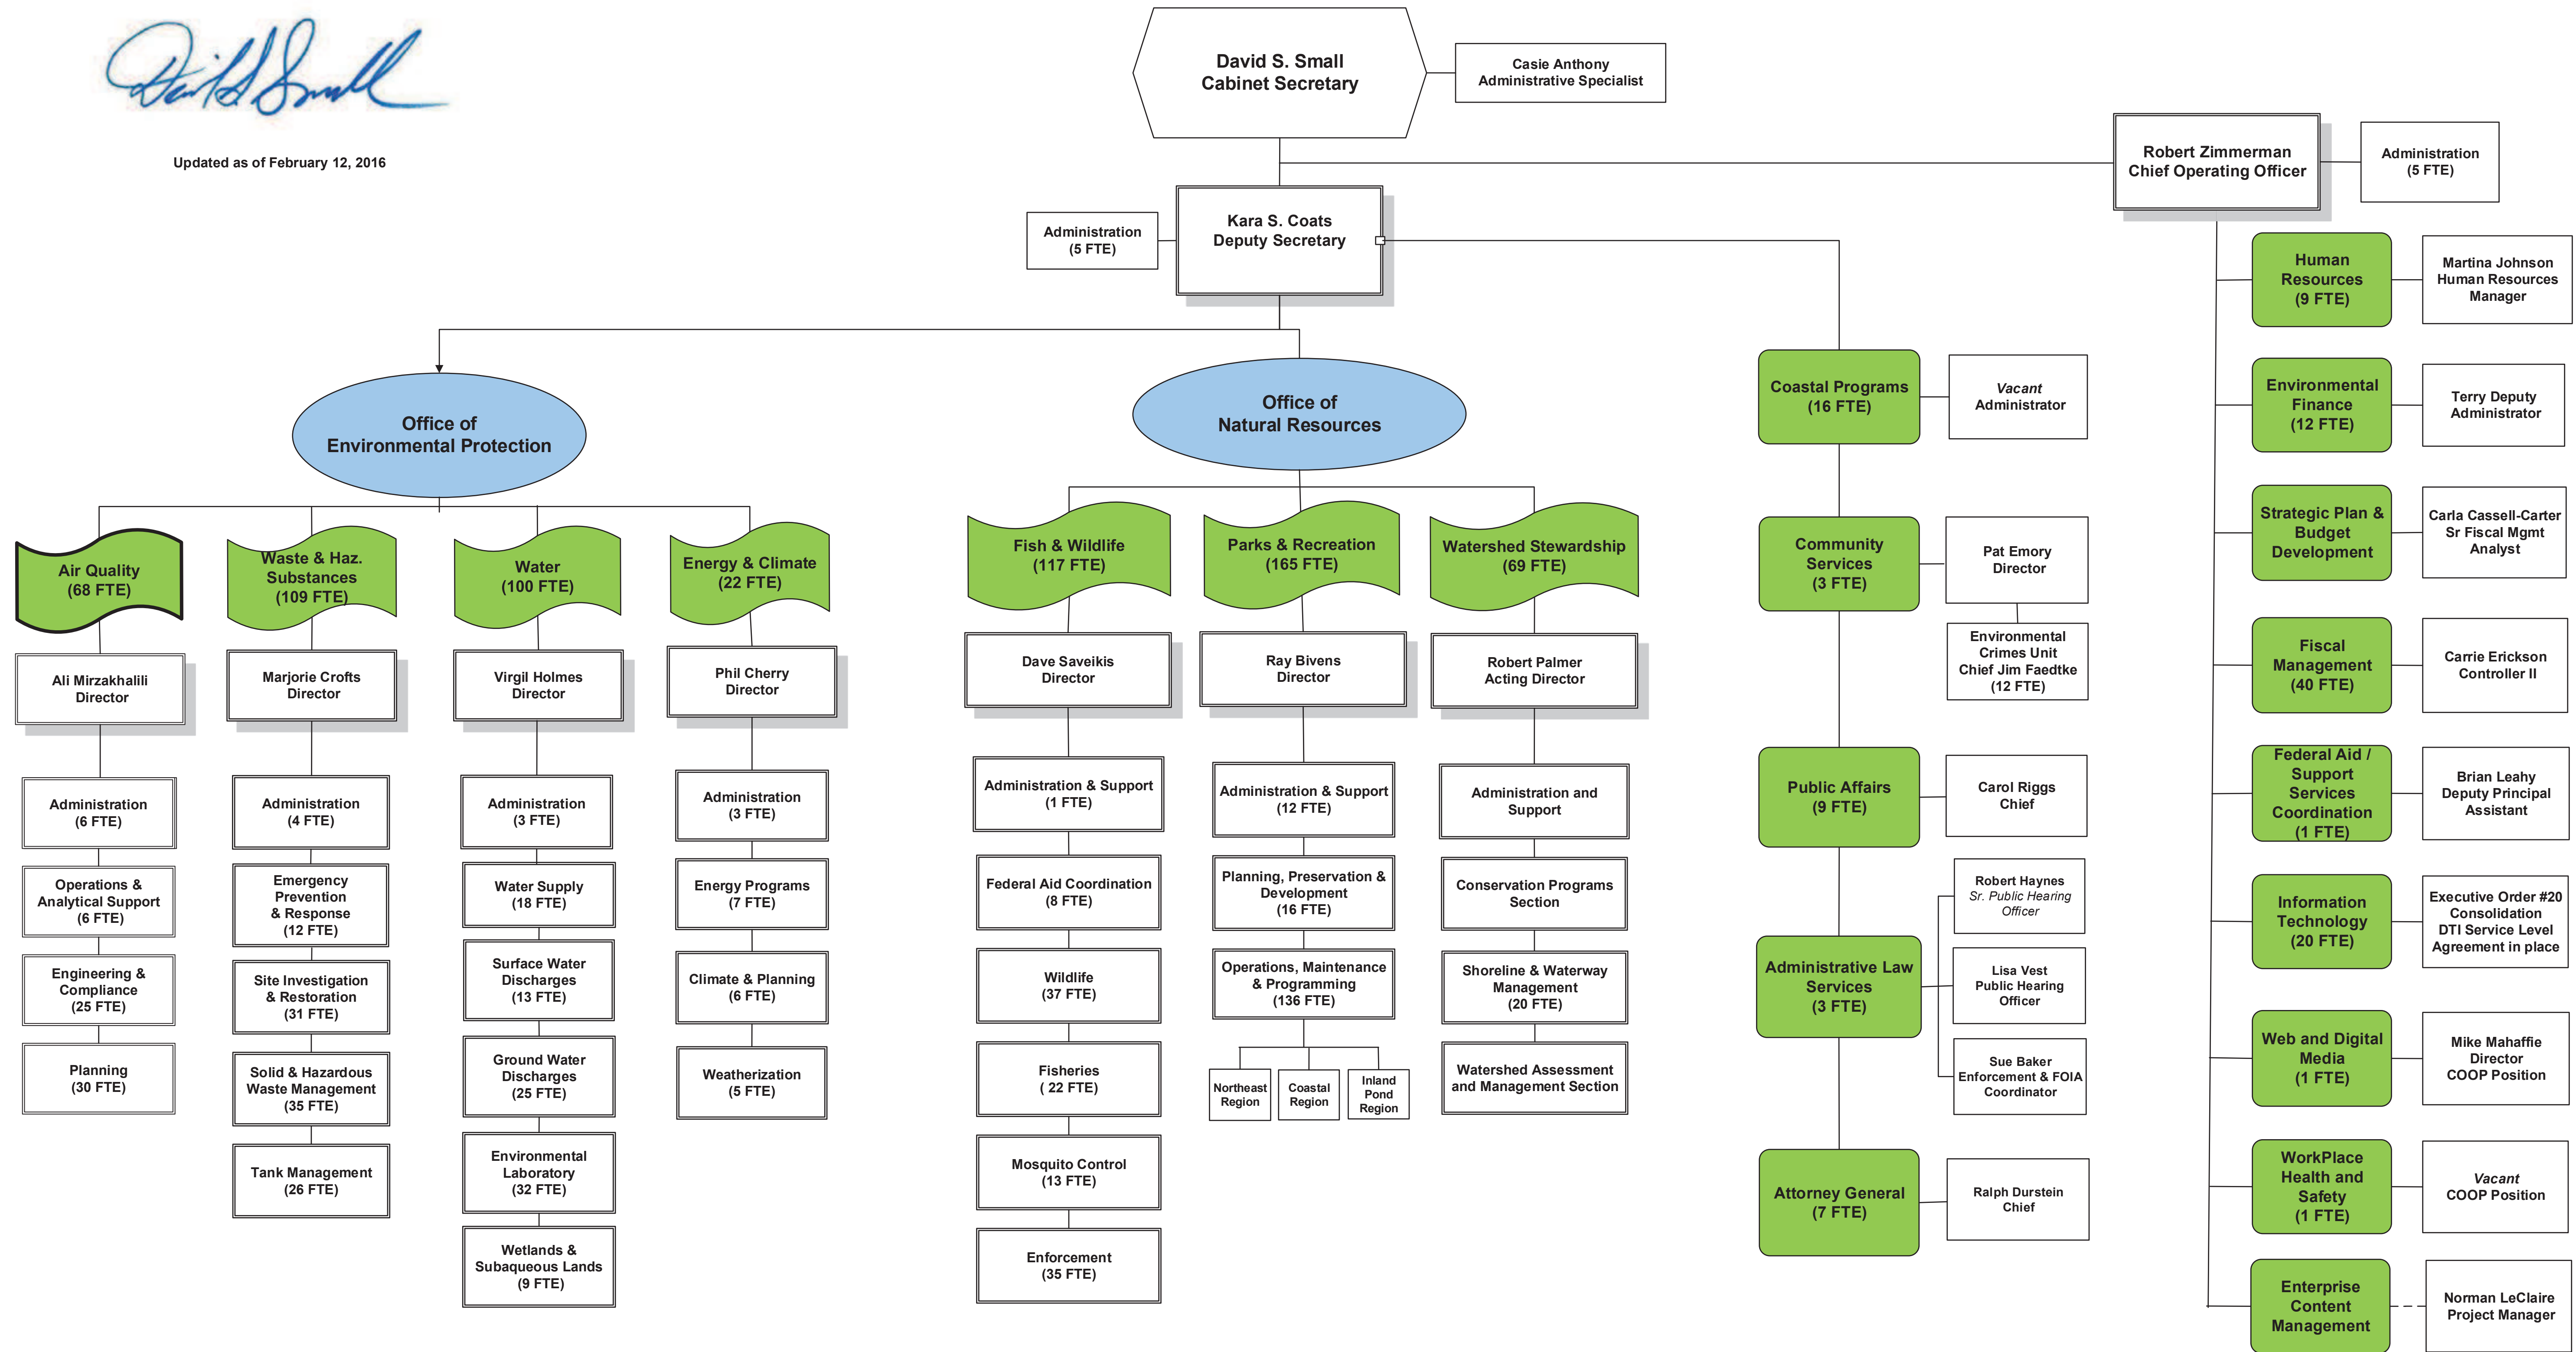 David S. Small
Updated as of February 12, 2016
David S. Small
Cabinet Secretary
Casie Anthony
Administrative Specialist
Robert Zimmerman
Chief Operating Officer
Administration
(5 FTE)
Kara S. Coats
Deputy Secretary
Administration
(5 FTE)
Office of
Environmental Protection
Office of
Natural Resources
Air Quality
(68 FTE)
Ali Mirzakhalili
Director
Administration
(6 FTE)
Operations &
Analytical Support
(6 FTE)
Engineering &
Compliance
(25 FTE)
Planning
(30 FTE)
Waste & Haz.
Substances
(109 FTE)
Marjorie Crofts
Director
Administration
(4 FTE)
Emergency
Prevention
& Response
(12 FTE)
Site Investigation
& Restoration
(31 FTE)
Solid & Hazardous
Waste Management
(35 FTE)
Tank Management
(26 FTE)
Water
(100 FTE)
Virgil Holmes
Director
Administration
(3 FTE)
Water Supply
(18 FTE)
Surface Water
Discharges
(13 FTE)
Ground Water
Discharges
(25 FTE)
Environmental
Laboratory
(32 FTE)
Wetlands &
Subaqueous Lands
(9 FTE)
Energy & Climate
(22 FTE)
Phil Cherry
Director
Administration
(3 FTE)
Energy Programs
(7 FTE)
Climate & Planning
(6 FTE)
Weatherization
(5 FTE)
Fish & Wildlife
(117 FTE)
Dave Saveikis
Director
Administration & Support
(1 FTE)
Federal Aid Coordination
(8 FTE)
Wildlife
(37 FTE)
Fisheries
( 22 FTE)
Mosquito Control
(13 FTE)
Enforcement
(35 FTE)
Parks & Recreation
(165 FTE)
Ray Bivens
Director
Administration & Support
(12 FTE)
Planning, Preservation &
Development
(16 FTE)
Operations, Maintenance
& Programming
(136 FTE)
Northeast
Region
Coastal
Region
Inland
Pond
Region
Watershed Stewardship
(69 FTE)
Robert Palmer
Acting Director
Administration and
Support
Conservation Programs
Section
Shoreline & Waterway
Management
(20 FTE)
Watershed Assessment
and Management Section
Coastal Programs
(16 FTE)
Vacant
Administrator
Community
Services
(3 FTE)
Pat Emory
Director
Environmental
Crimes Unit
Chief Jim Faedtke
(12 FTE)
Public Affairs
(9 FTE)
Carol Riggs
Chief
Administrative Law
Services
(3 FTE)
Robert Haynes
Sr. Public Hearing
Officer
Lisa Vest
Public Hearing
Officer
Sue Baker
Enforcement & FOIA
Coordinator
Attorney General
(7 FTE)
Ralph Durstein
Chief
Human
Resources
(9 FTE)
Martina Johnson
Human Resources
Manager
Environmental
Finance
(12 FTE)
Terry Deputy
Administrator
Strategic Plan &
Budget
Development
Carla Cassell-Carter
Sr Fiscal Mgmt
Analyst
Fiscal
Management
(40 FTE)
Carrie Erickson
Controller II
Federal Aid /
Support
Services
Coordination
(1 FTE)
Brian Leahy
Deputy Principal
Assistant
Information
Technology
(20 FTE)
Executive Order #20
Consolidation
DTI Service Level
Agreement in place
Web and Digital
Media
(1 FTE)
Mike Mahaffie
Director
COOP Position
WorkPlace
Health and
Safety
(1 FTE)
Vacant
COOP Position
Enterprise
Content
Management
Norman LeClaire
Project Manager